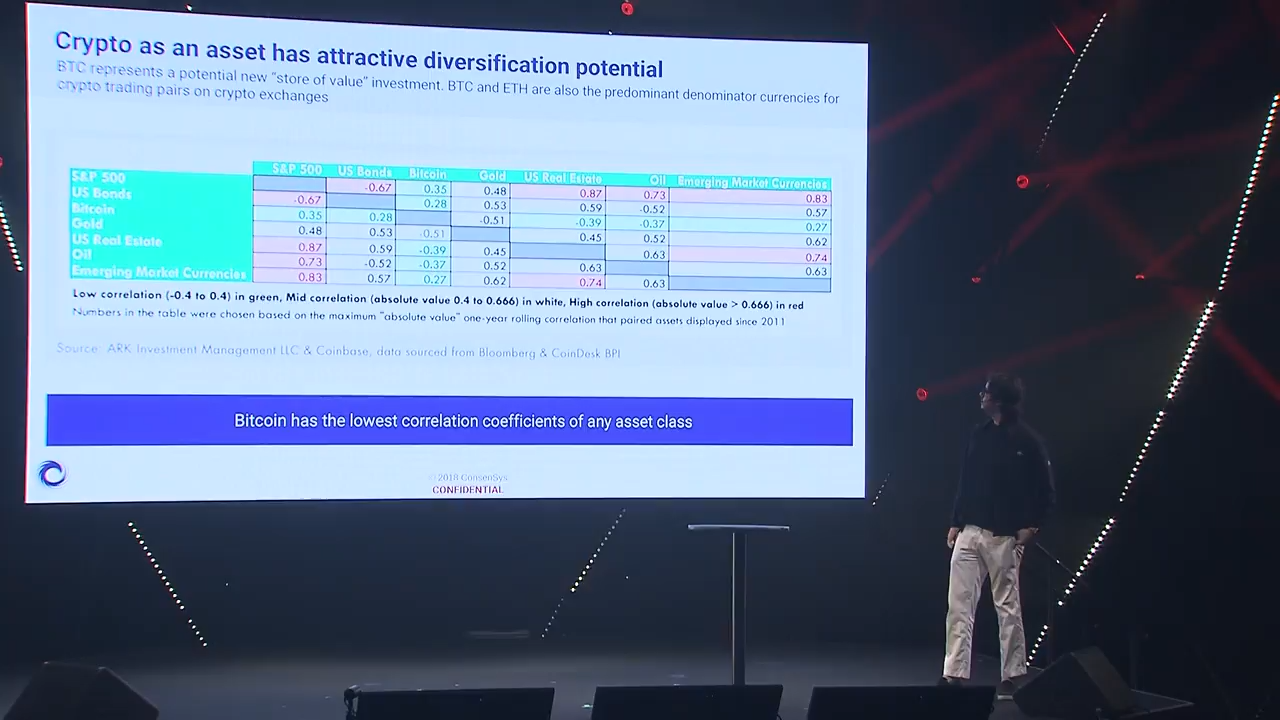 Crypto as an asset has attractive diversification potential
BTC represents a potential new "store of value" investment. BTC and ETH are also the predominant denominator currencies for
crypto trading pairs on crypto exchanges
S&P 500 US Bonds Bitcoin Gold US Real Estate Oil Emerging Market Currencies
S&P 500 -0.67 0.35 0.48 0.87 0.73 0.83
US Bonds -0.67 0.28 0.53 0.59 -0.52 0.57
Bitcoin 0.35 0.28 -0.51 -0.39 -0.37 0.27
Gold 0.48 0.53 -0.51 0.45 0.52 0.62
US Real Estate 0.87 0.59 -0.39 0.45 0.63 0.74
Oil 0.73 -0.52 -0.37 0.52 0.63 0.63
Emerging Market Currencies 0.83 0.57 0.27 0.62 0.74 0.63
Low correlation (-0.4 to 0.4) in green, Mid correlation (absolute value 0.4 to 0.666) in white, High correlation (absolute value > 0.666) in red
Numbers in the table were chosen based on the maximum "absolute value" one-year rolling correlation that paired assets displayed since 2011
Source: ARK Investment Management LLC & Coinbase, data sourced from Bloomberg & CoinDesk BPI
Bitcoin has the lowest correlation coefficients of any asset class
© 2018 ConsenSys
CONFIDENTIAL